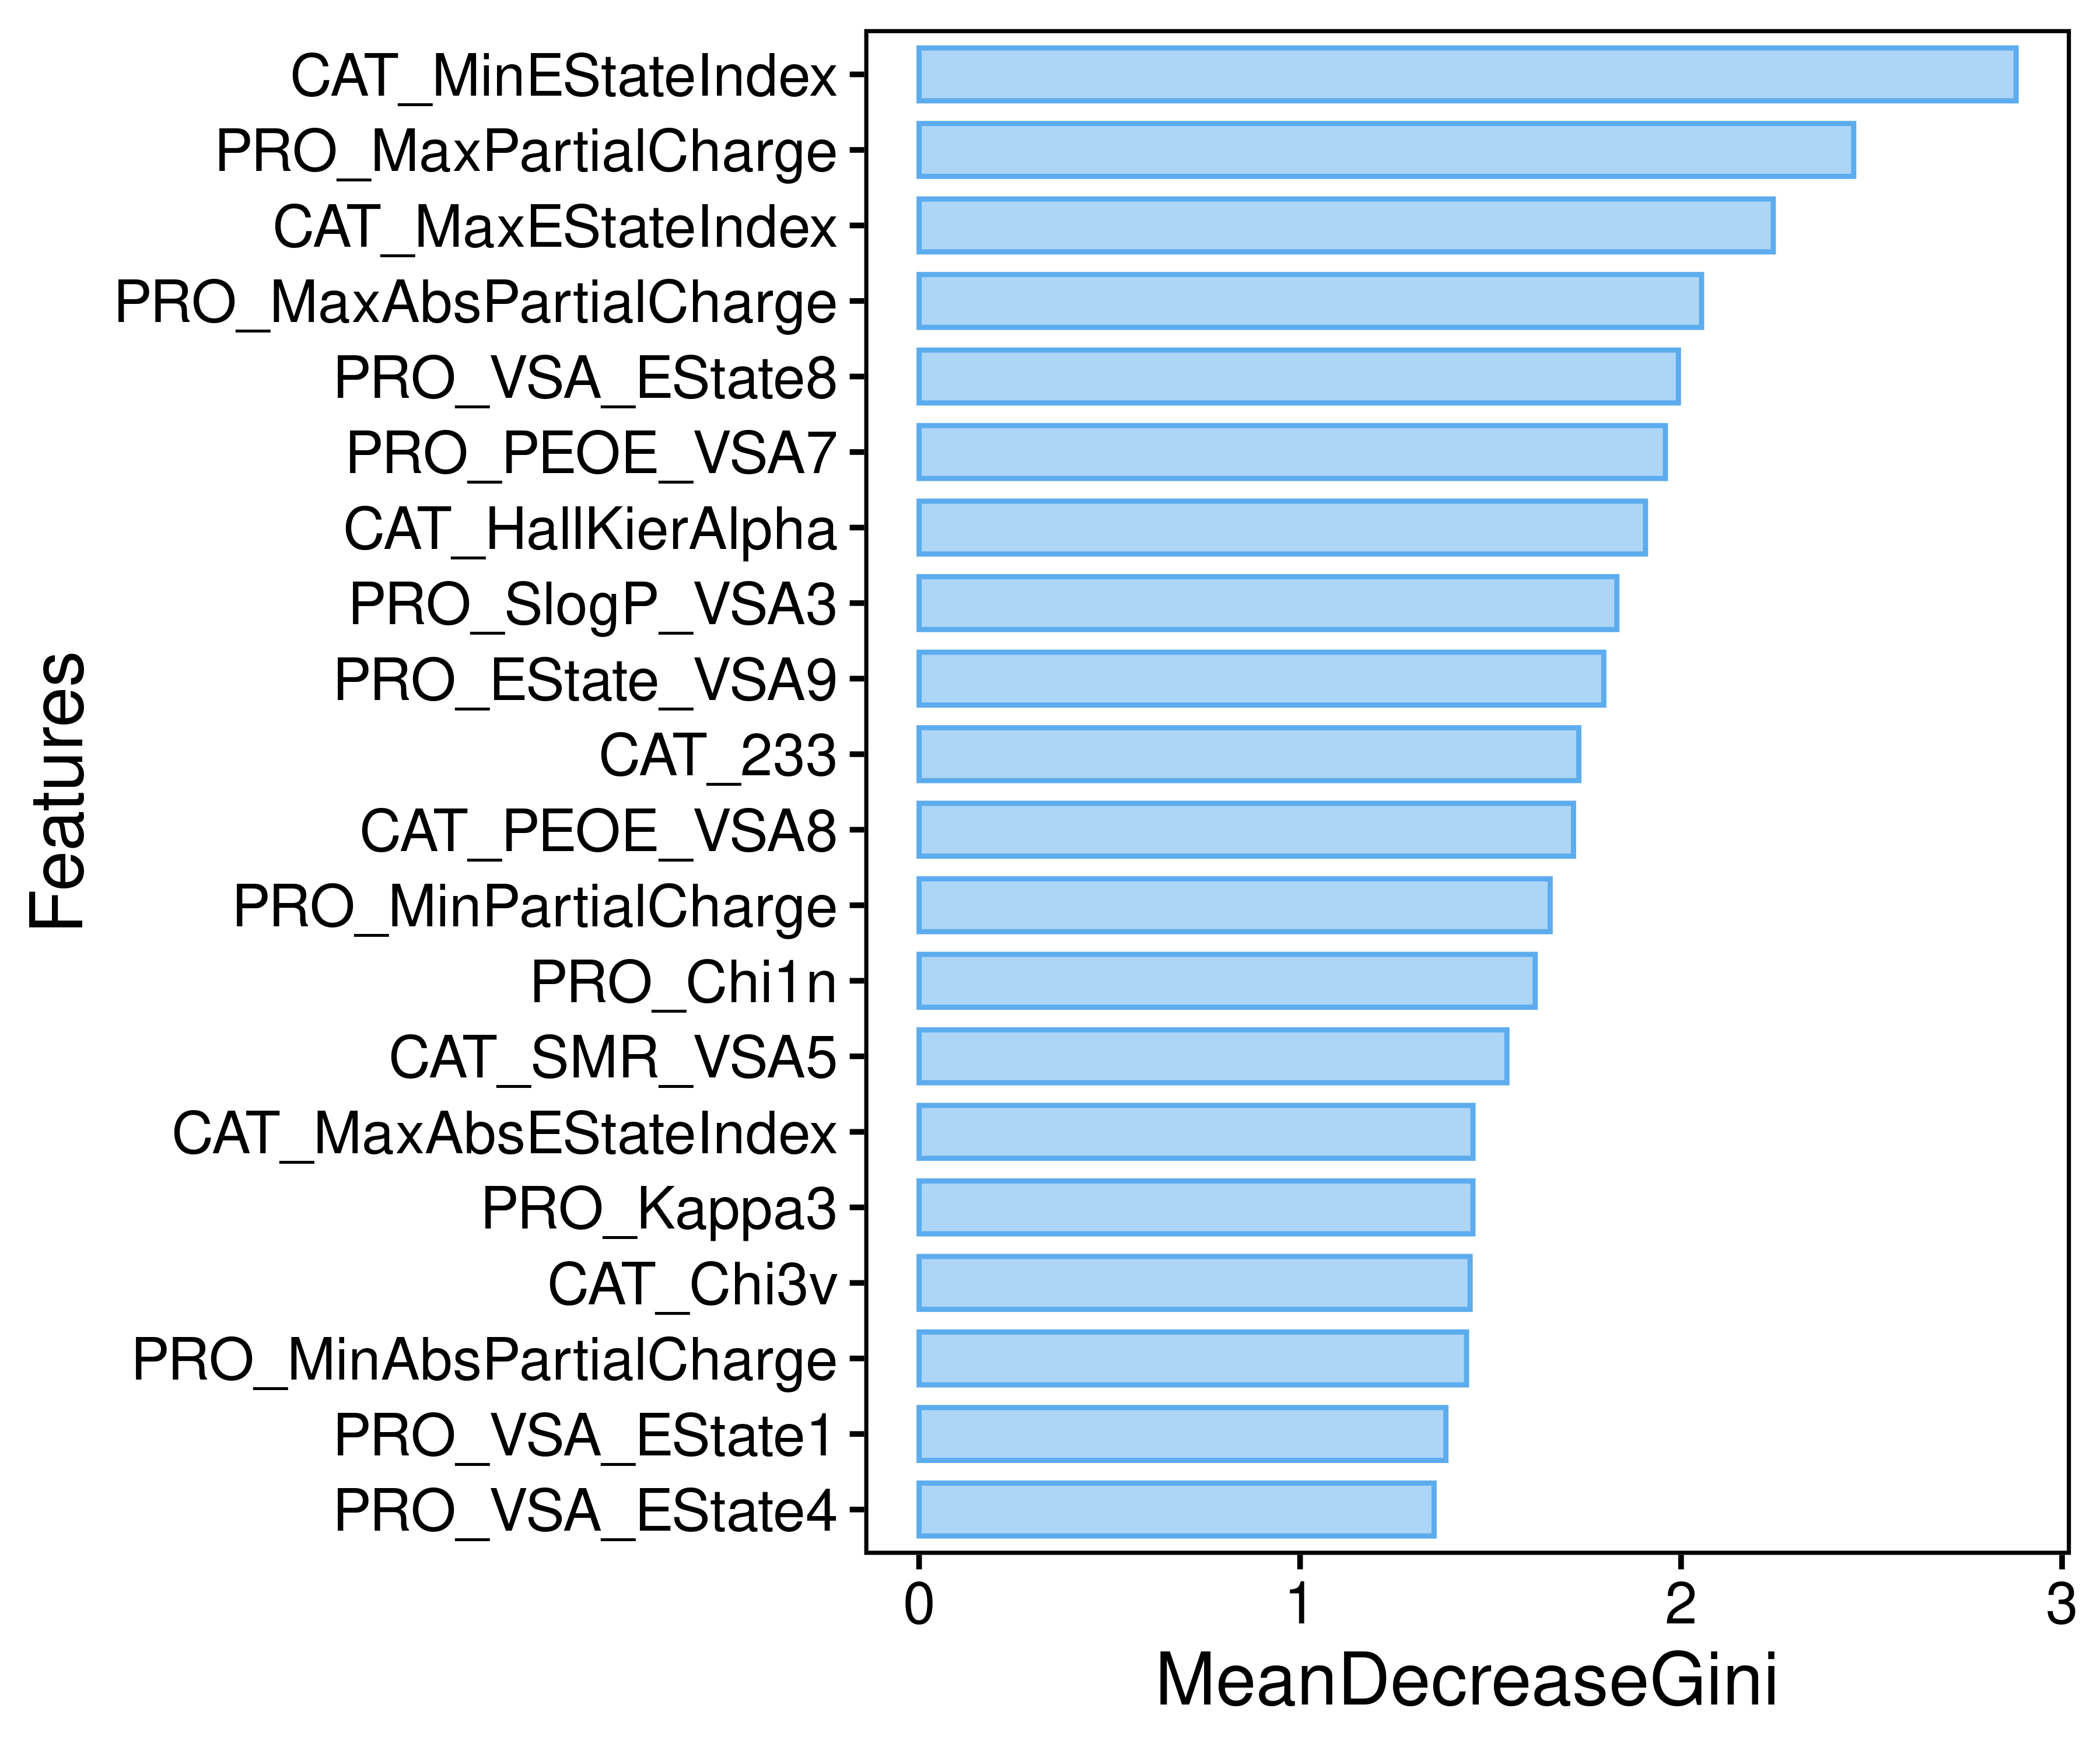 CAT_MinEStateIndex
PRO_MaxPartialCharge
CAT_MaxEStateIndex
PRO_MaxAbsPartialCharge
PRO_VSA_EState8
PRO_PEOE_VSA7
CAT_HallKierAlpha
PRO_SlogP_VSA3
PRO_EState_VSA9
CAT_233
CAT_PEOE_VSA8
PRO_MinPartialCharge
PRO_Chi1n
CAT_SMR_VSA5
CAT_MaxAbsEStateIndex
PRO_Kappa3
CAT_Chi3v
PRO_MinAbsPartialCharge
PRO_VSA_EState1
PRO_VSA_EState4
Features
0 1 2 3
MeanDecreaseGini